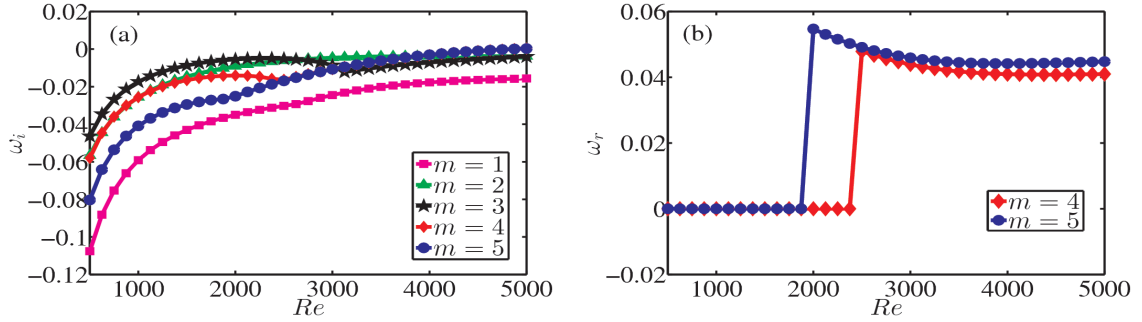 (a)
0.02
0
−0.02
−0.04
−0.06
−0.08
−0.1
−0.12
ω_i
1000 2000 3000 4000 5000
Re
m = 1
m = 2
m = 3
m = 4
m = 5
(b)
0.06
0.04
0.02
0
−0.02
ω_r
1000 2000 3000 4000 5000
Re
m = 4
m = 5